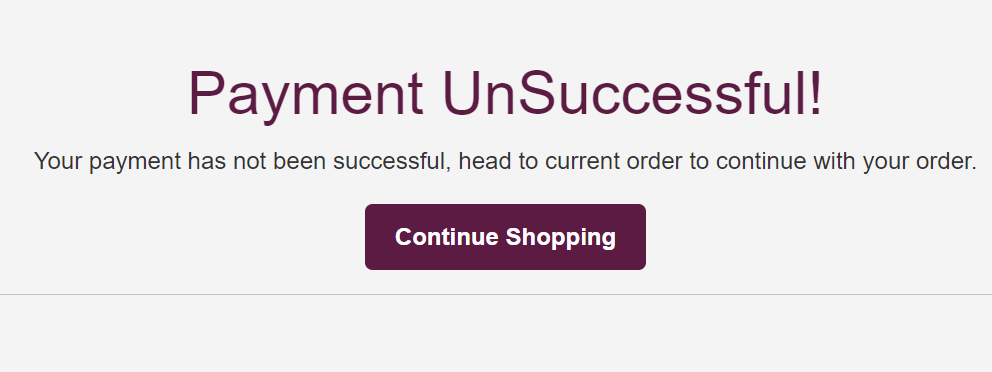 Payment UnSuccessful!
Your payment has not been successful, head to current order to continue with your order.
Continue Shopping